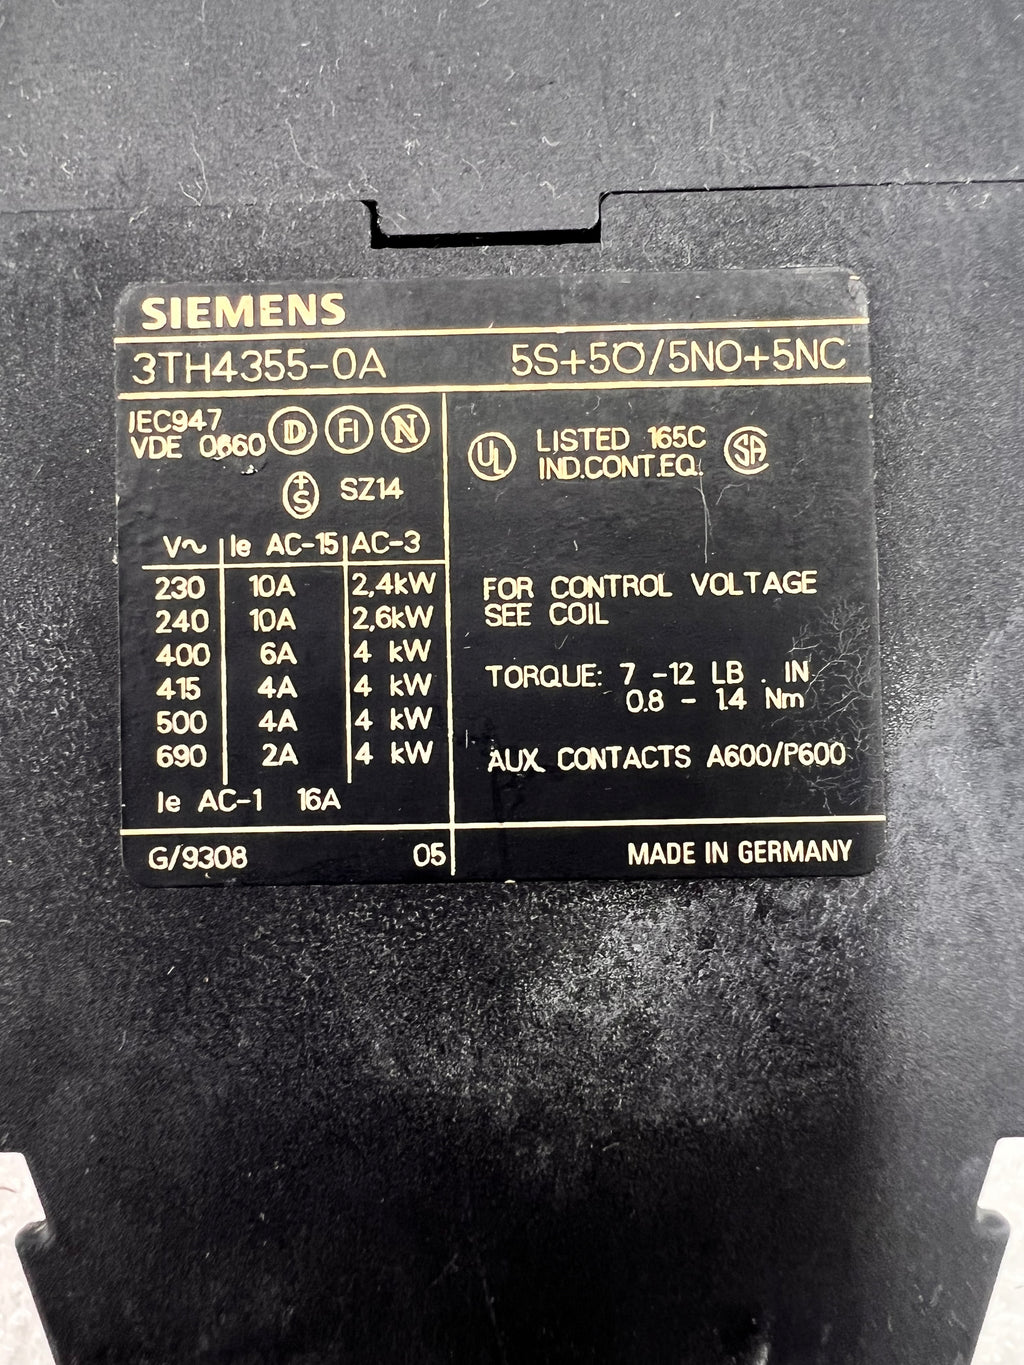 SIEMENS
3TH4355-0A 5S+5Ö/5NO+5NC
IEC947
VDE 0660 D FI N
+S SZ14
UL LISTED 165C SA
IND.CONT.EQ.
V~ Ie AC-15 AC-3
230 10A 2,4kW
240 10A 2,6kW
400 6A 4 kW
415 4A 4 kW
500 4A 4 kW
690 2A 4 kW
Ie AC-1 16A
FOR CONTROL VOLTAGE
SEE COIL
TORQUE: 7 -12 LB . IN
0.8 - 1.4 Nm
AUX. CONTACTS A600/P600
G/9308 05 MADE IN GERMANY